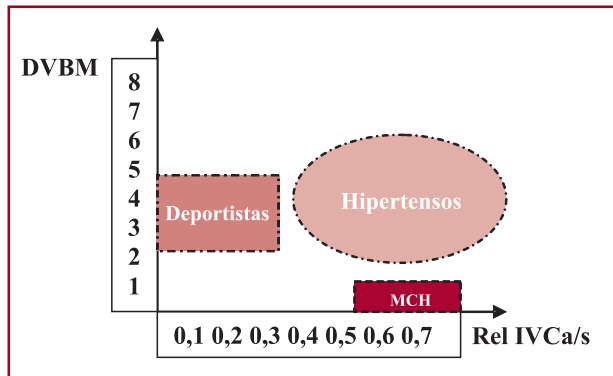 DVBM
8
7
6
5
4
3
2
1
Deportistas
Hipertensos
MCH
0,1 0,2 0,3 0,4 0,5 0,6 0,7 Rel IVCa/s